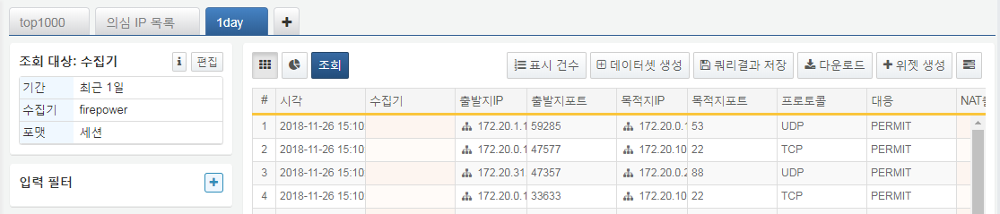 top1000 의심 IP 목록 1day
조회 대상: 수집기 편집
기간 최근 1일
수집기 firepower
포맷 세션
입력 필터
조회 표시 건수 데이터셋 생성 쿼리결과 저장 다운로드 위젯 생성
# 시각 수집기 출발지IP 출발지포트 목적지IP 목적지포트 프로토콜 대응
1 2018-11-26 15:10 172.20.1.1 59285 172.20.0.1 53 UDP PERMIT
2 2018-11-26 15:10 172.20.0.1 47577 172.20.10 22 TCP PERMIT
3 2018-11-26 15:10 172.20.31 47357 172.20.0.2 88 UDP PERMIT
4 2018-11-26 15:10 172.20.0.1 33633 172.20.10 22 TCP PERMIT